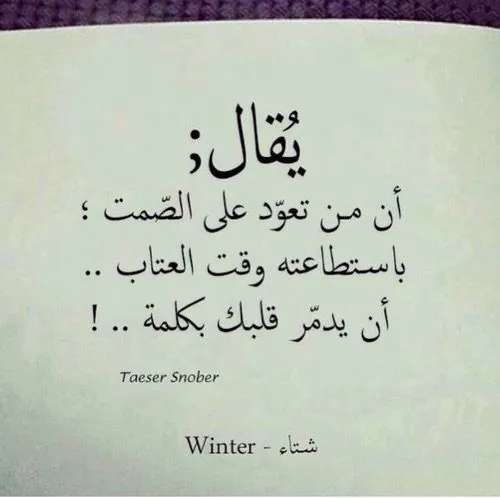 يُقال;
أن من تعوّد على الصّمت ؛
باستطاعته وقت العتاب ..
أن يدمّر قلبك بكلمة .. !
Taeser Snober
شتاء - Winter